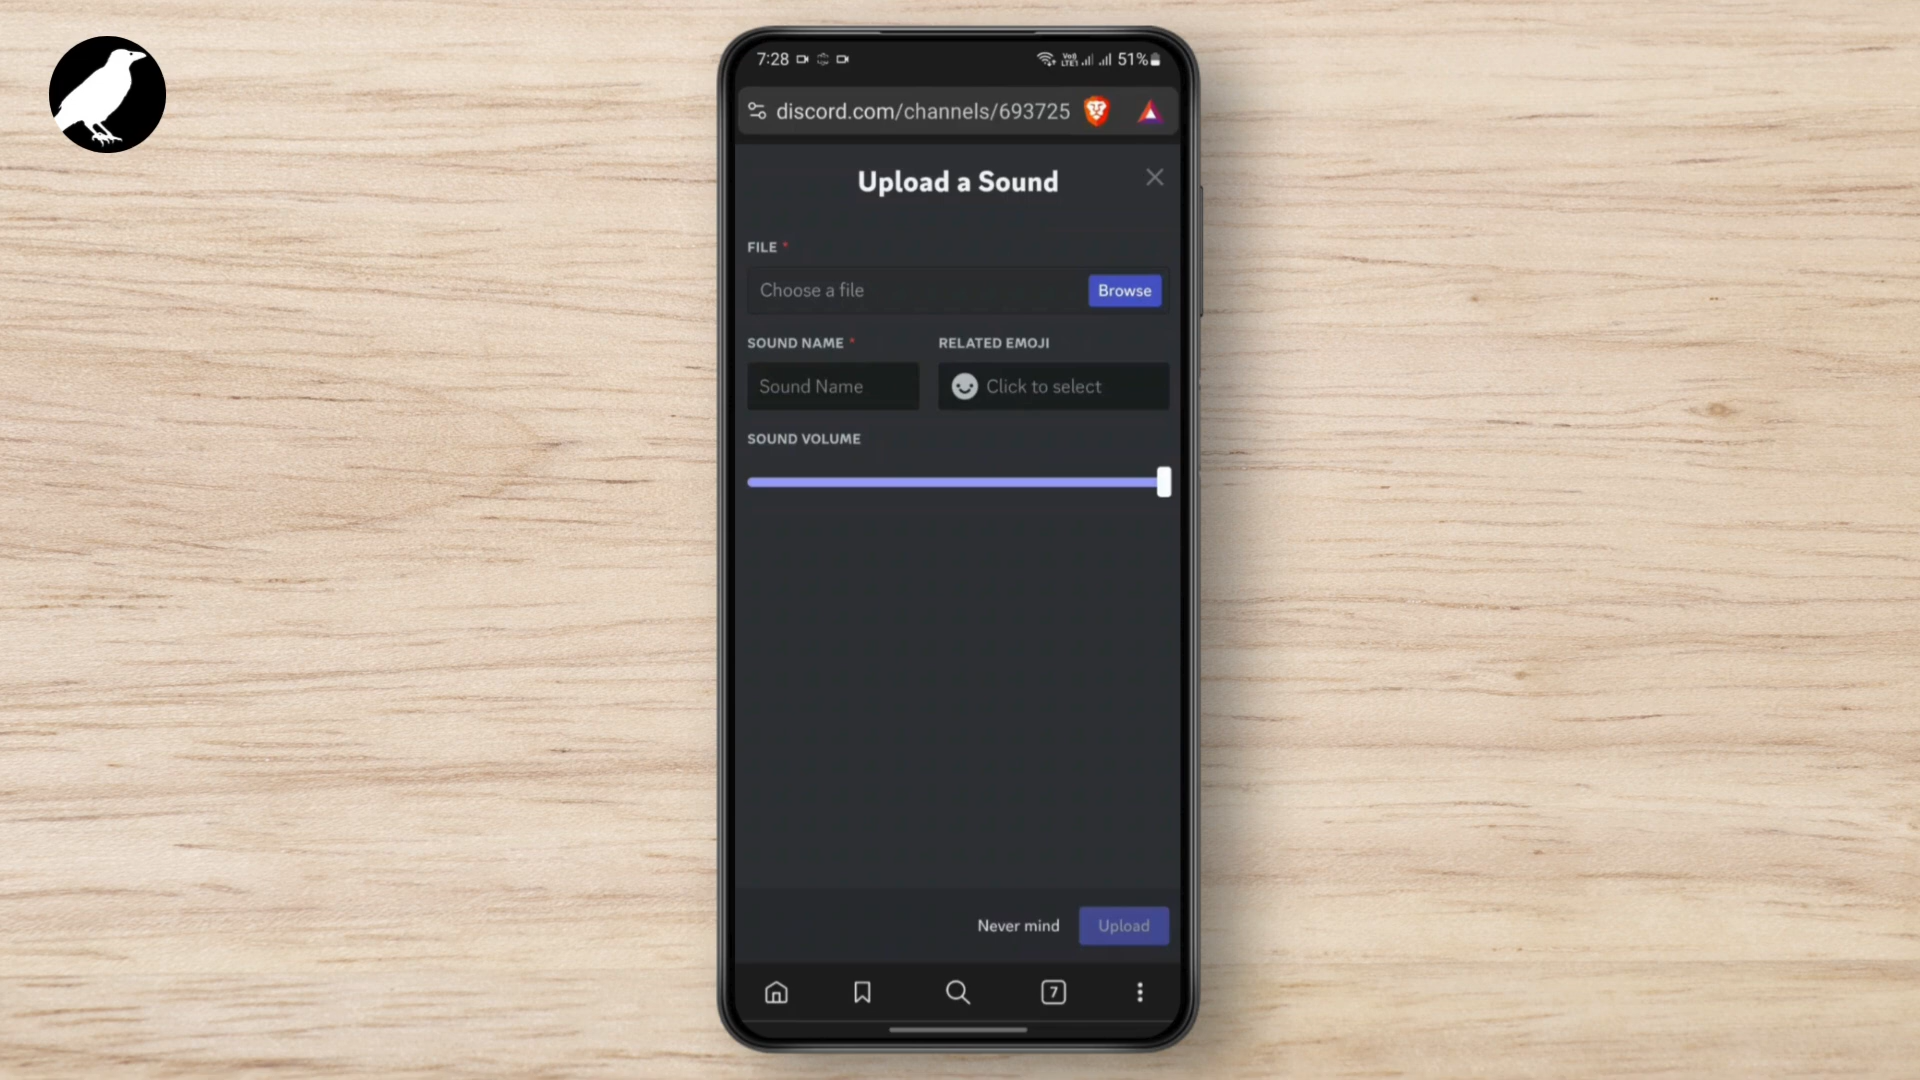 7:28
51%
discord.com/channels/693725
Upload a Sound
FILE *
Choose a file
Browse
SOUND NAME *
RELATED EMOJI
Sound Name
Click to select
SOUND VOLUME
Never mind
Upload
7